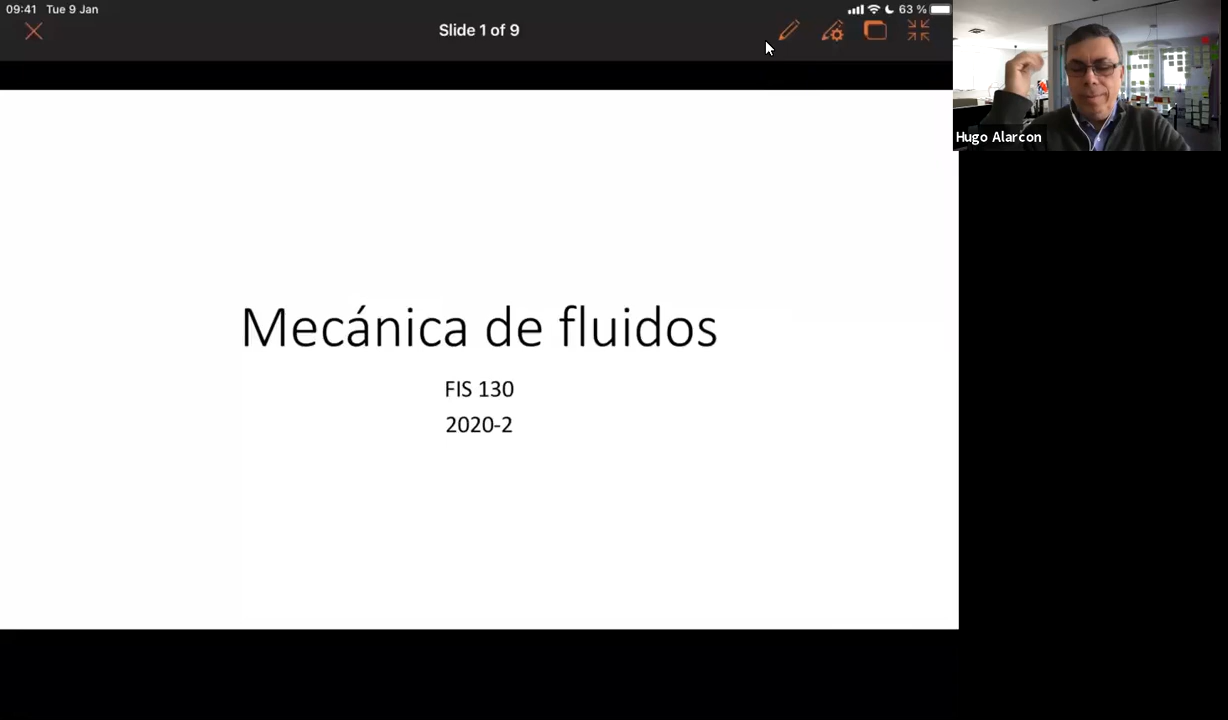 09:41 Tue 9 Jan
63 %
Slide 1 of 9
Hugo Alarcon
Mecánica de fluidos
FIS 130
2020-2